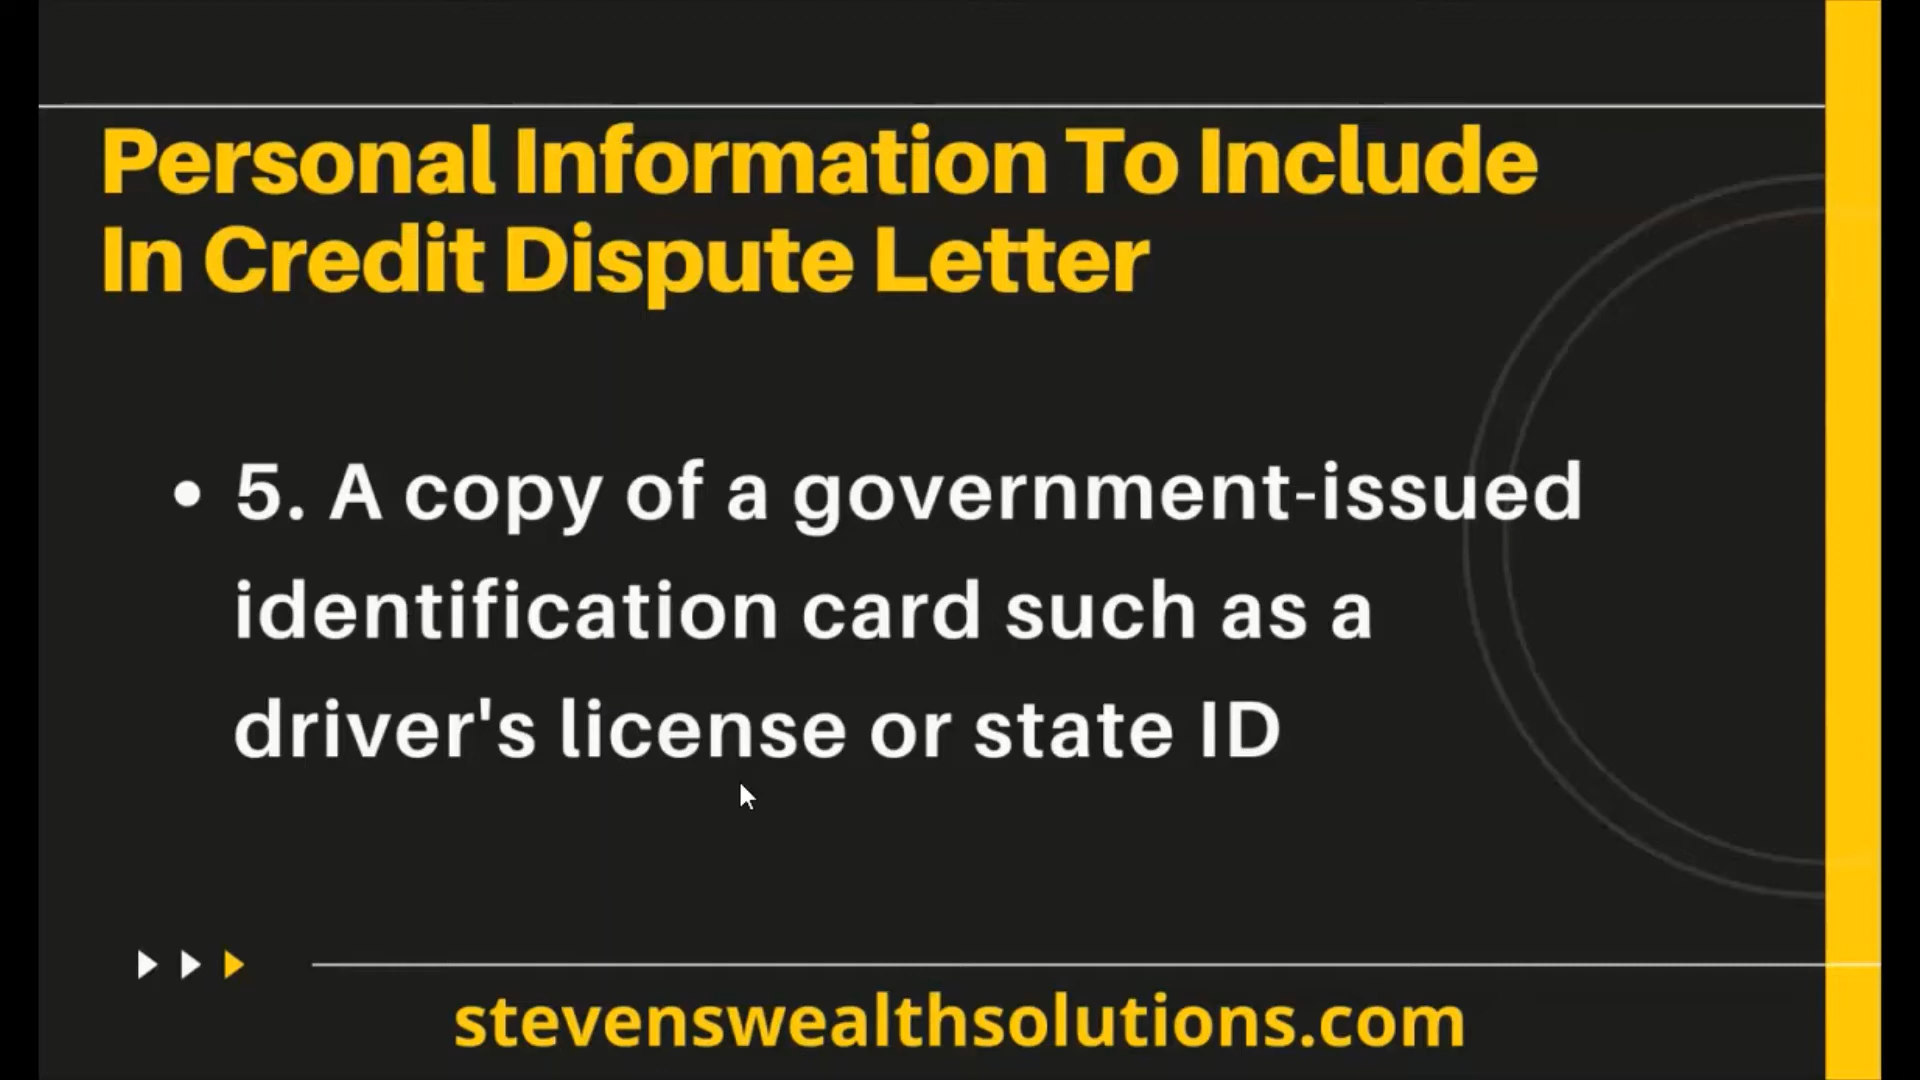 Personal Information To Include
In Credit Dispute Letter
• 5. A copy of a government-issued
identification card such as a
driver's license or state ID
stevenswealthsolutions.com